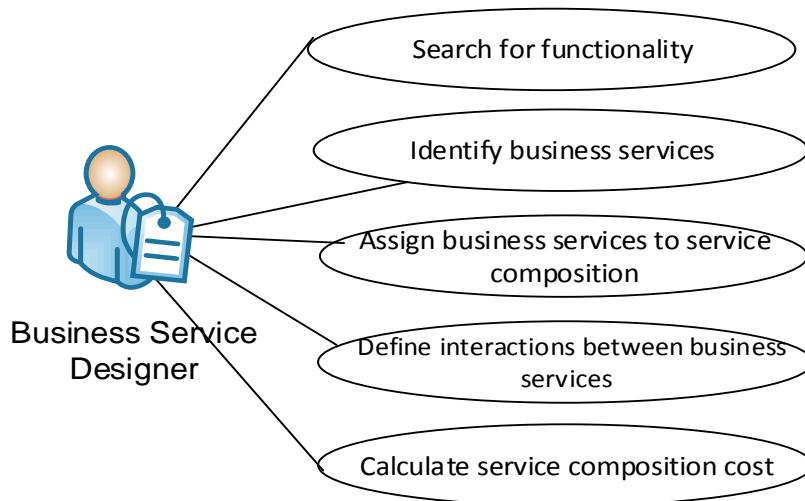 Search for functionality
Identify business services
Assign business services to service
composition
Define interactions between business
services
Calculate service composition cost
Business Service
Designer